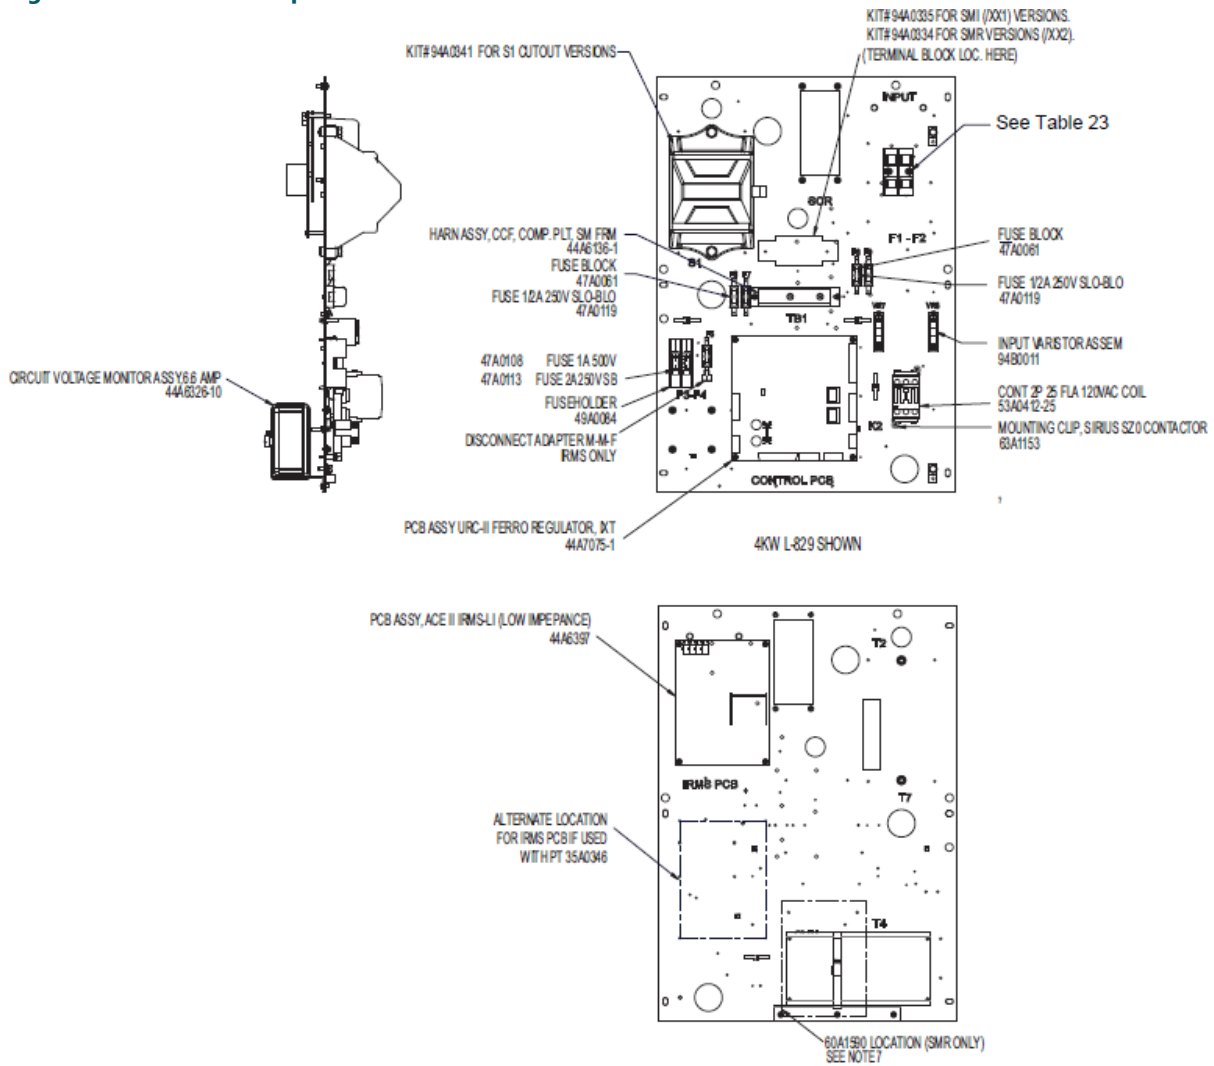 KIT# 94A0335 FOR SMI (/XX1) VERSIONS.
KIT# 94A0334 FOR SMR VERSIONS (/XX2).
(TERMINAL BLOCK LOC. HERE)
KIT# 94A0341 FOR S1 CUTOUT VERSIONS
INPUT
See Table 23
SCR
HARN ASSY, CCF, COMP. PLT, SM FRM
44A6136-1
S1
F1 - F2
FUSE BLOCK
47A0061
FUSE BLOCK
47A0061
FUSE 1/2A 250V SLO-BLO
47A0119
FUSE 1/2A 250V SLO-BLO
47A0119
TB1
INPUT VARISTOR ASSEM
94B0011
47A0108 FUSE 1A 500V
47A0113 FUSE 2A 250V SB
CIRCUIT VOLTAGE MONITOR ASSY.6.6 AMP
44A6326-10
FUSEHOLDER
49A0064
F3-F4
CONT 2P 25 FLA 120VAC COIL
53A0412-25
K2
MOUNTING CLIP, SIRIUS SZ0 CONTACTOR
63A1153
DISCONNECT ADAPTER M-M-F
IRMS ONLY
CONTROL PCB
PCB ASSY URC-II FERRO REGULATOR, IXT
44A7075-1
4KW L-829 SHOWN
PCB ASSY, ACE II IRMS-LI (LOW IMPEPANCE)
44A6397
T2
IRMS PCB
T7
ALTERNATE LOCATION
FOR IRMS PCB IF USED
WITH PT 35A0346
T4
60A1590 LOCATION (SMR ONLY)
SEE NOTE 7